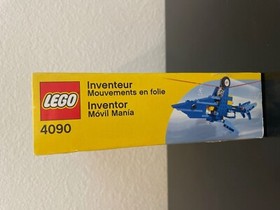 LEGO
4090
Inventeur
Mouvements en folie
Inventor
Móvil Manía